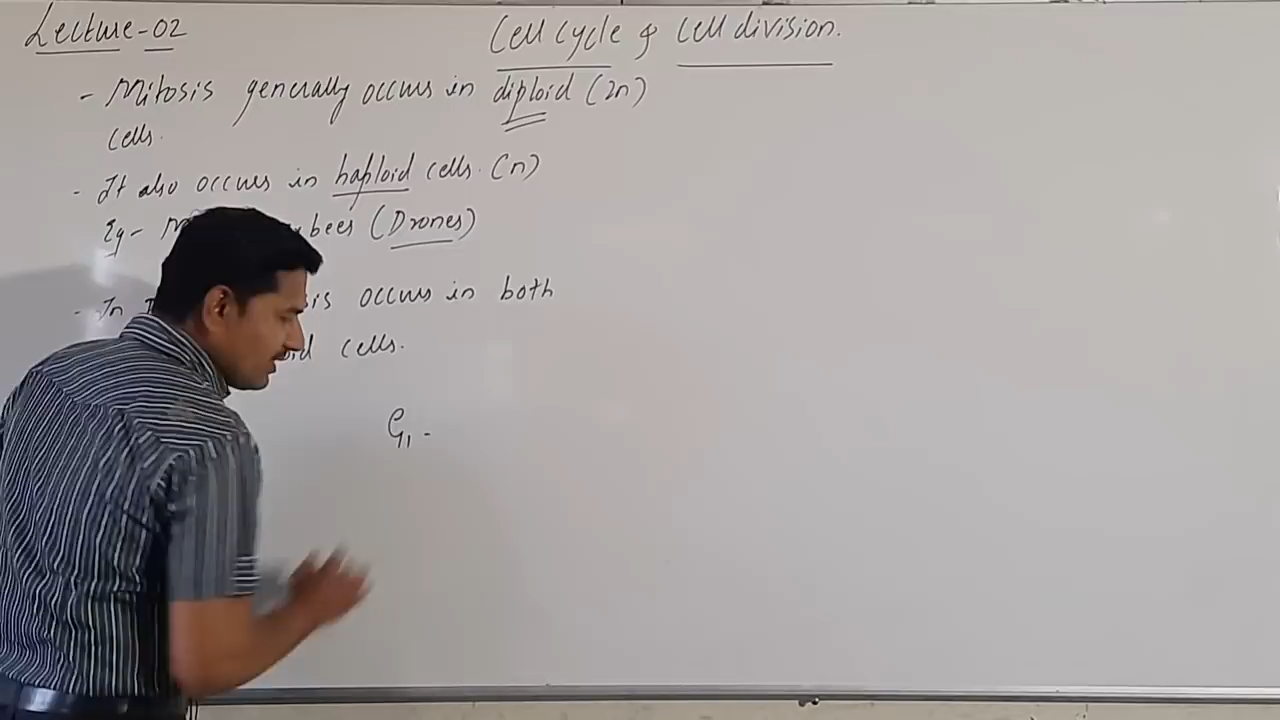 Lecture-02
Cell cycle & cell division.
- Mitosis generally occurs in diploid (2n)
cells.
- It also occurs in haploid cells. (n)
Eg- bees (Drones)
- In occurs in both
cells.
G1 -